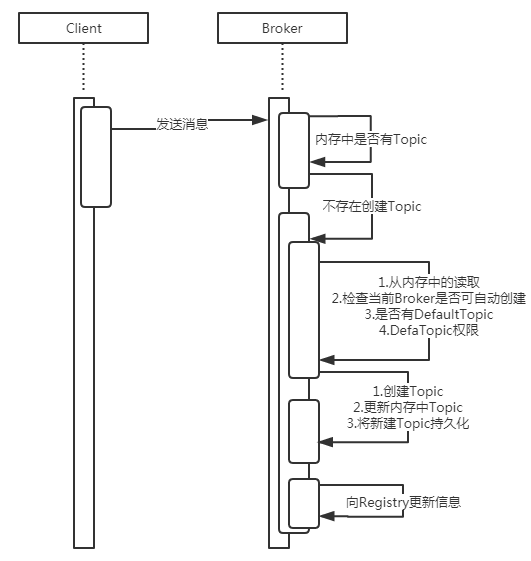 Client
Broker
发送消息
内存中是否有Topic
不存在创建Topic
1.从内存中的读取
2.检查当前Broker是否可自动创建
3.是否有DefaultTopic
4.DefaTopic权限
1.创建Topic
2.更新内存中Topic
3.将新建Topic持久化
向Registry更新信息